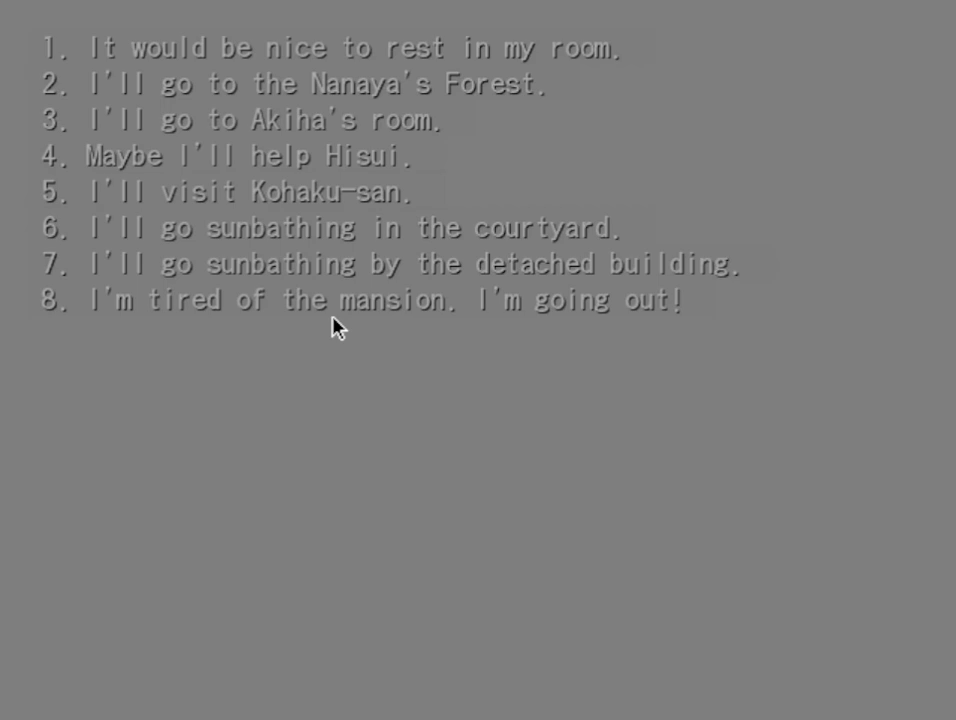 1. It would be nice to rest in my room.
2. I'll go to the Nanaya's Forest.
3. I'll go to Akiha's room.
4. Maybe I'll help Hisui.
5. I'll visit Kohaku-san.
6. I'll go sunbathing in the courtyard.
7. I'll go sunbathing by the detached building.
8. I'm tired of the mansion. I'm going out!